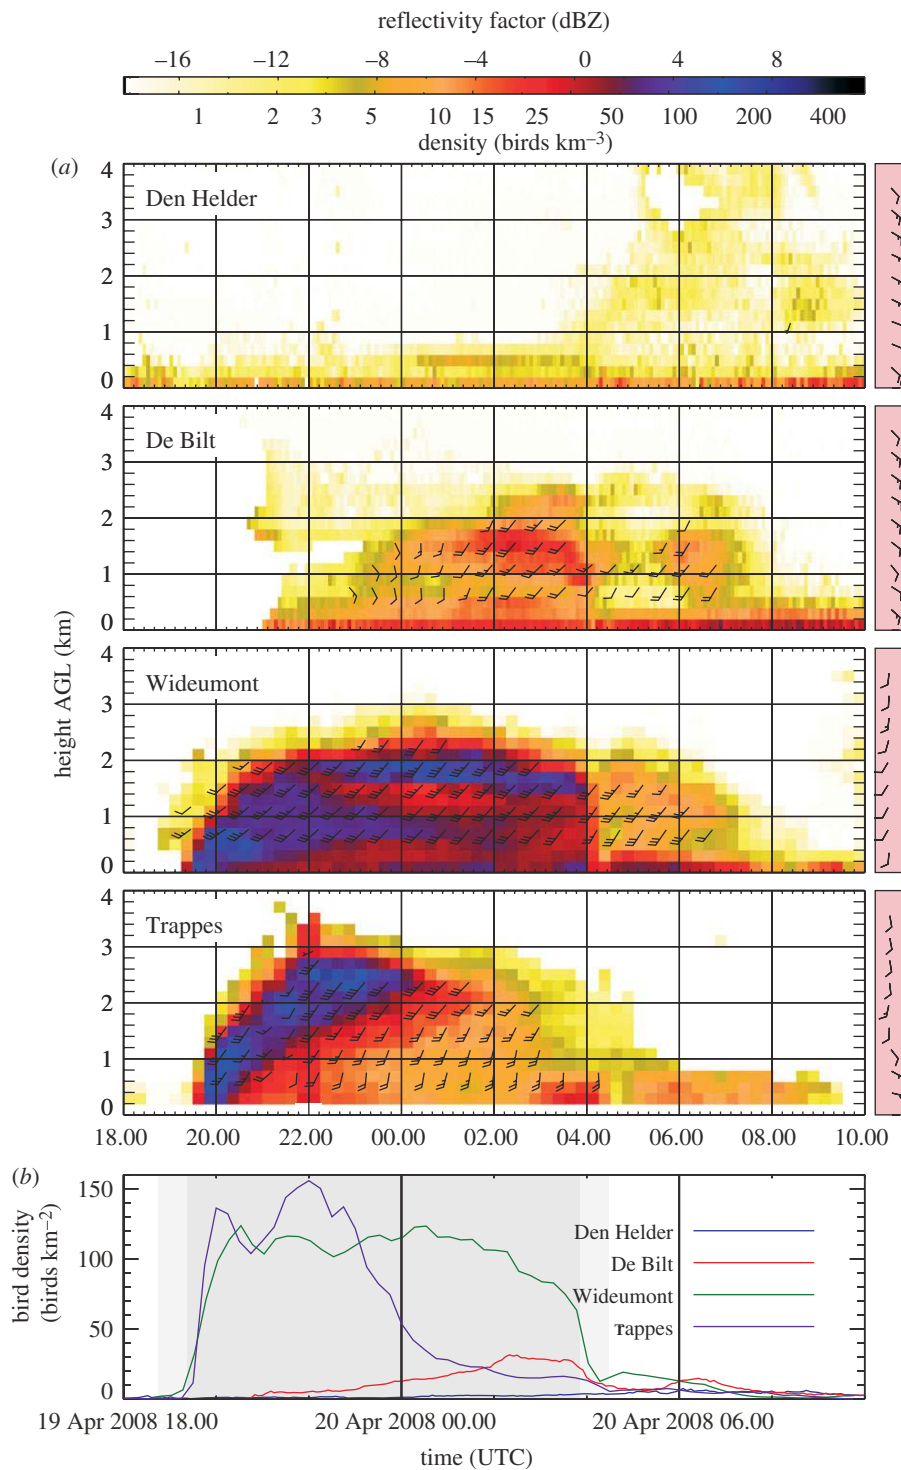 reflectivity factor (dBZ)
–16 –12 –8 –4 0 4 8
1 2 3 5 10 15 25 50 100 200 400
density (birds km⁻³)
(a)
4
Den Helder
3
2
1
0
4
De Bilt
3
2
1
0
height AGL (km)
4
Wideumont
3
2
1
0
4
Trappes
3
2
1
0
18.00 20.00 22.00 00.00 02.00 04.00 06.00 10.00
(b)
bird density
(birds km⁻²)
150
100
50
0
Den Helder
De Bilt
Wideumont
Trappes
19 Apr 2008 18.00 20 Apr 2008 00.00 20 Apr 2008 06.00
time (UTC)